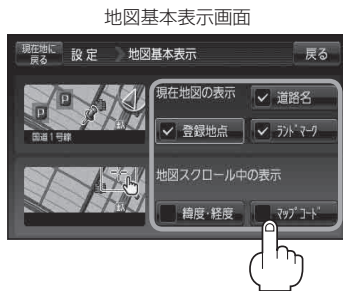 地図基本表示画面
現在地に
戻る
設定
地図基本表示
戻る
現在地図の表示
✔ 道路名
✔ 登録地点
✔ ﾗﾝﾄﾞﾏｰｸ
P
P
国道1号線
地図スクロール中の表示
緯度・経度
ﾏｯﾌﾟｺｰﾄﾞ